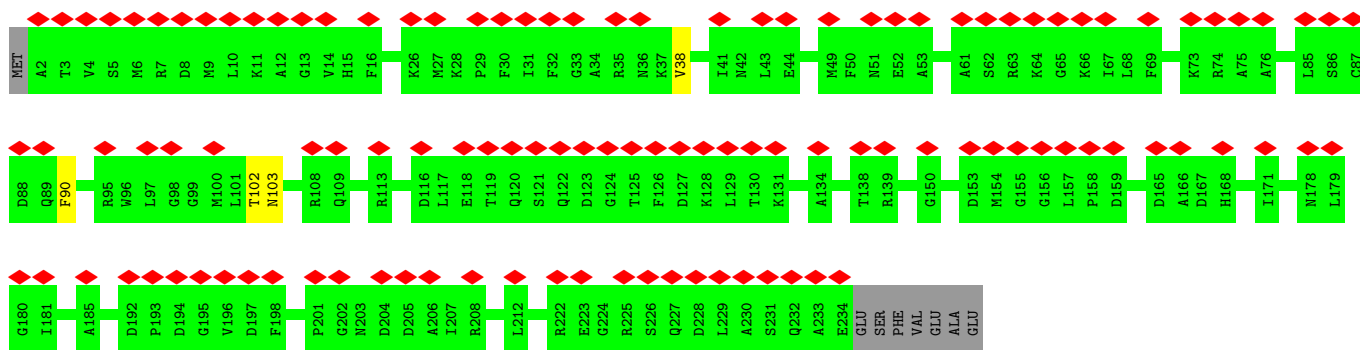 MET A2 T3 V4 S5 M6 R7 D8 M9 L10 K11 A12 G13 V14 H15 F16 K26 M27 K28 P29 F30 I31 F32 G33 A34 R35 N36 K37 V38 I41 N42 L43 E44 M49 F50 N51 E52 A53 A61 S62 R63 K64 G65 K66 I67 L68 F69 K73 R74 A75 A76 L85 S86 C87
D88 Q89 F90 R95 W96 L97 G98 G99 M100 L101 T102 N103 R108 Q109 R113 D116 L117 E118 T119 Q120 S121 Q122 D123 G124 T125 F126 D127 K128 L129 T130 K131 A134 T138 R139 G150 D153 M154 G155 G156 L157 P158 D159 D165 A166 D167 H168 I171 N178 L179
G180 I181 A185 D192 P193 D194 G195 V196 D197 F198 P201 G202 N203 D204 D205 A206 I207 R208 L212 R222 E223 G224 R225 S226 Q227 D228 L229 A230 S231 Q232 A233 E234 GLU SER PHE VAL GLU ALA GLU